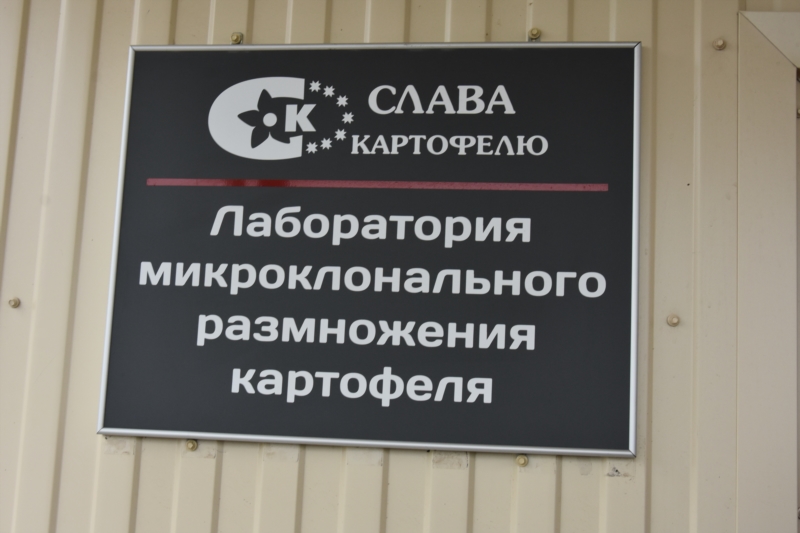 СК
СЛАВА
КАРТОФЕЛЮ
Лаборатория
микроклонального
размножения
картофеля